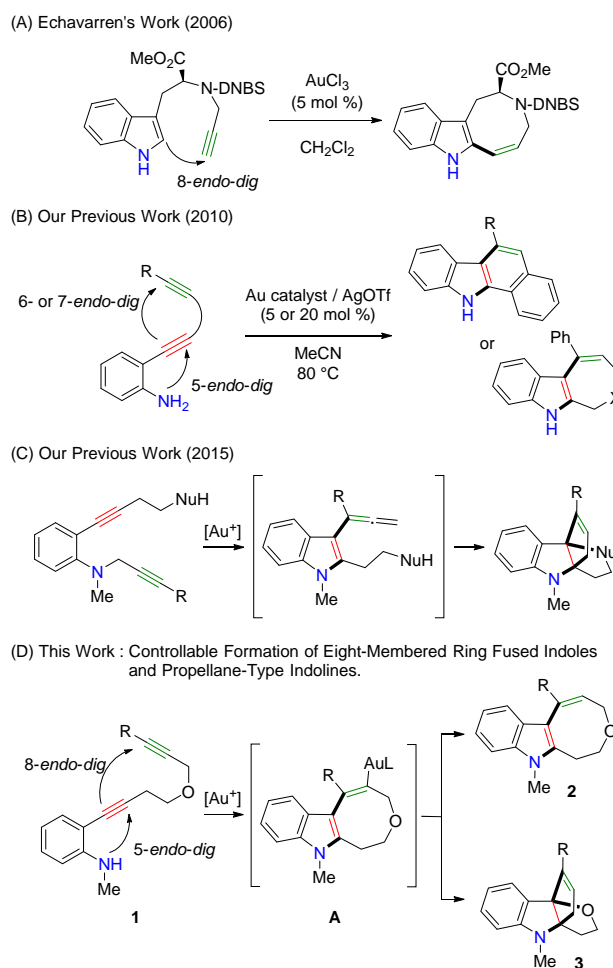 (A) Echavarren's Work (2006)
MeO₂C
N-DNBS
N
H
8-endo-dig
AuCl₃
(5 mol %)
CH₂Cl₂
CO₂Me
N-DNBS
N
H
(B) Our Previous Work (2010)
R
6- or 7-endo-dig
NH₂
5-endo-dig
Au catalyst / AgOTf
(5 or 20 mol %)
MeCN
80 °C
R
N
H
or
Ph
N
H
X
(C) Our Previous Work (2015)
NuH
N
Me
R
[Au⁺]
R
NuH
N
Me
R
Nu
N
Me
(D) This Work : Controllable Formation of Eight-Membered Ring Fused Indoles
and Propellane-Type Indolines.
R
8-endo-dig
O
5-endo-dig
NH
Me
1
[Au⁺]
AuL
R
O
N
Me
A
R
O
N
Me
2
R
O
N
Me
3